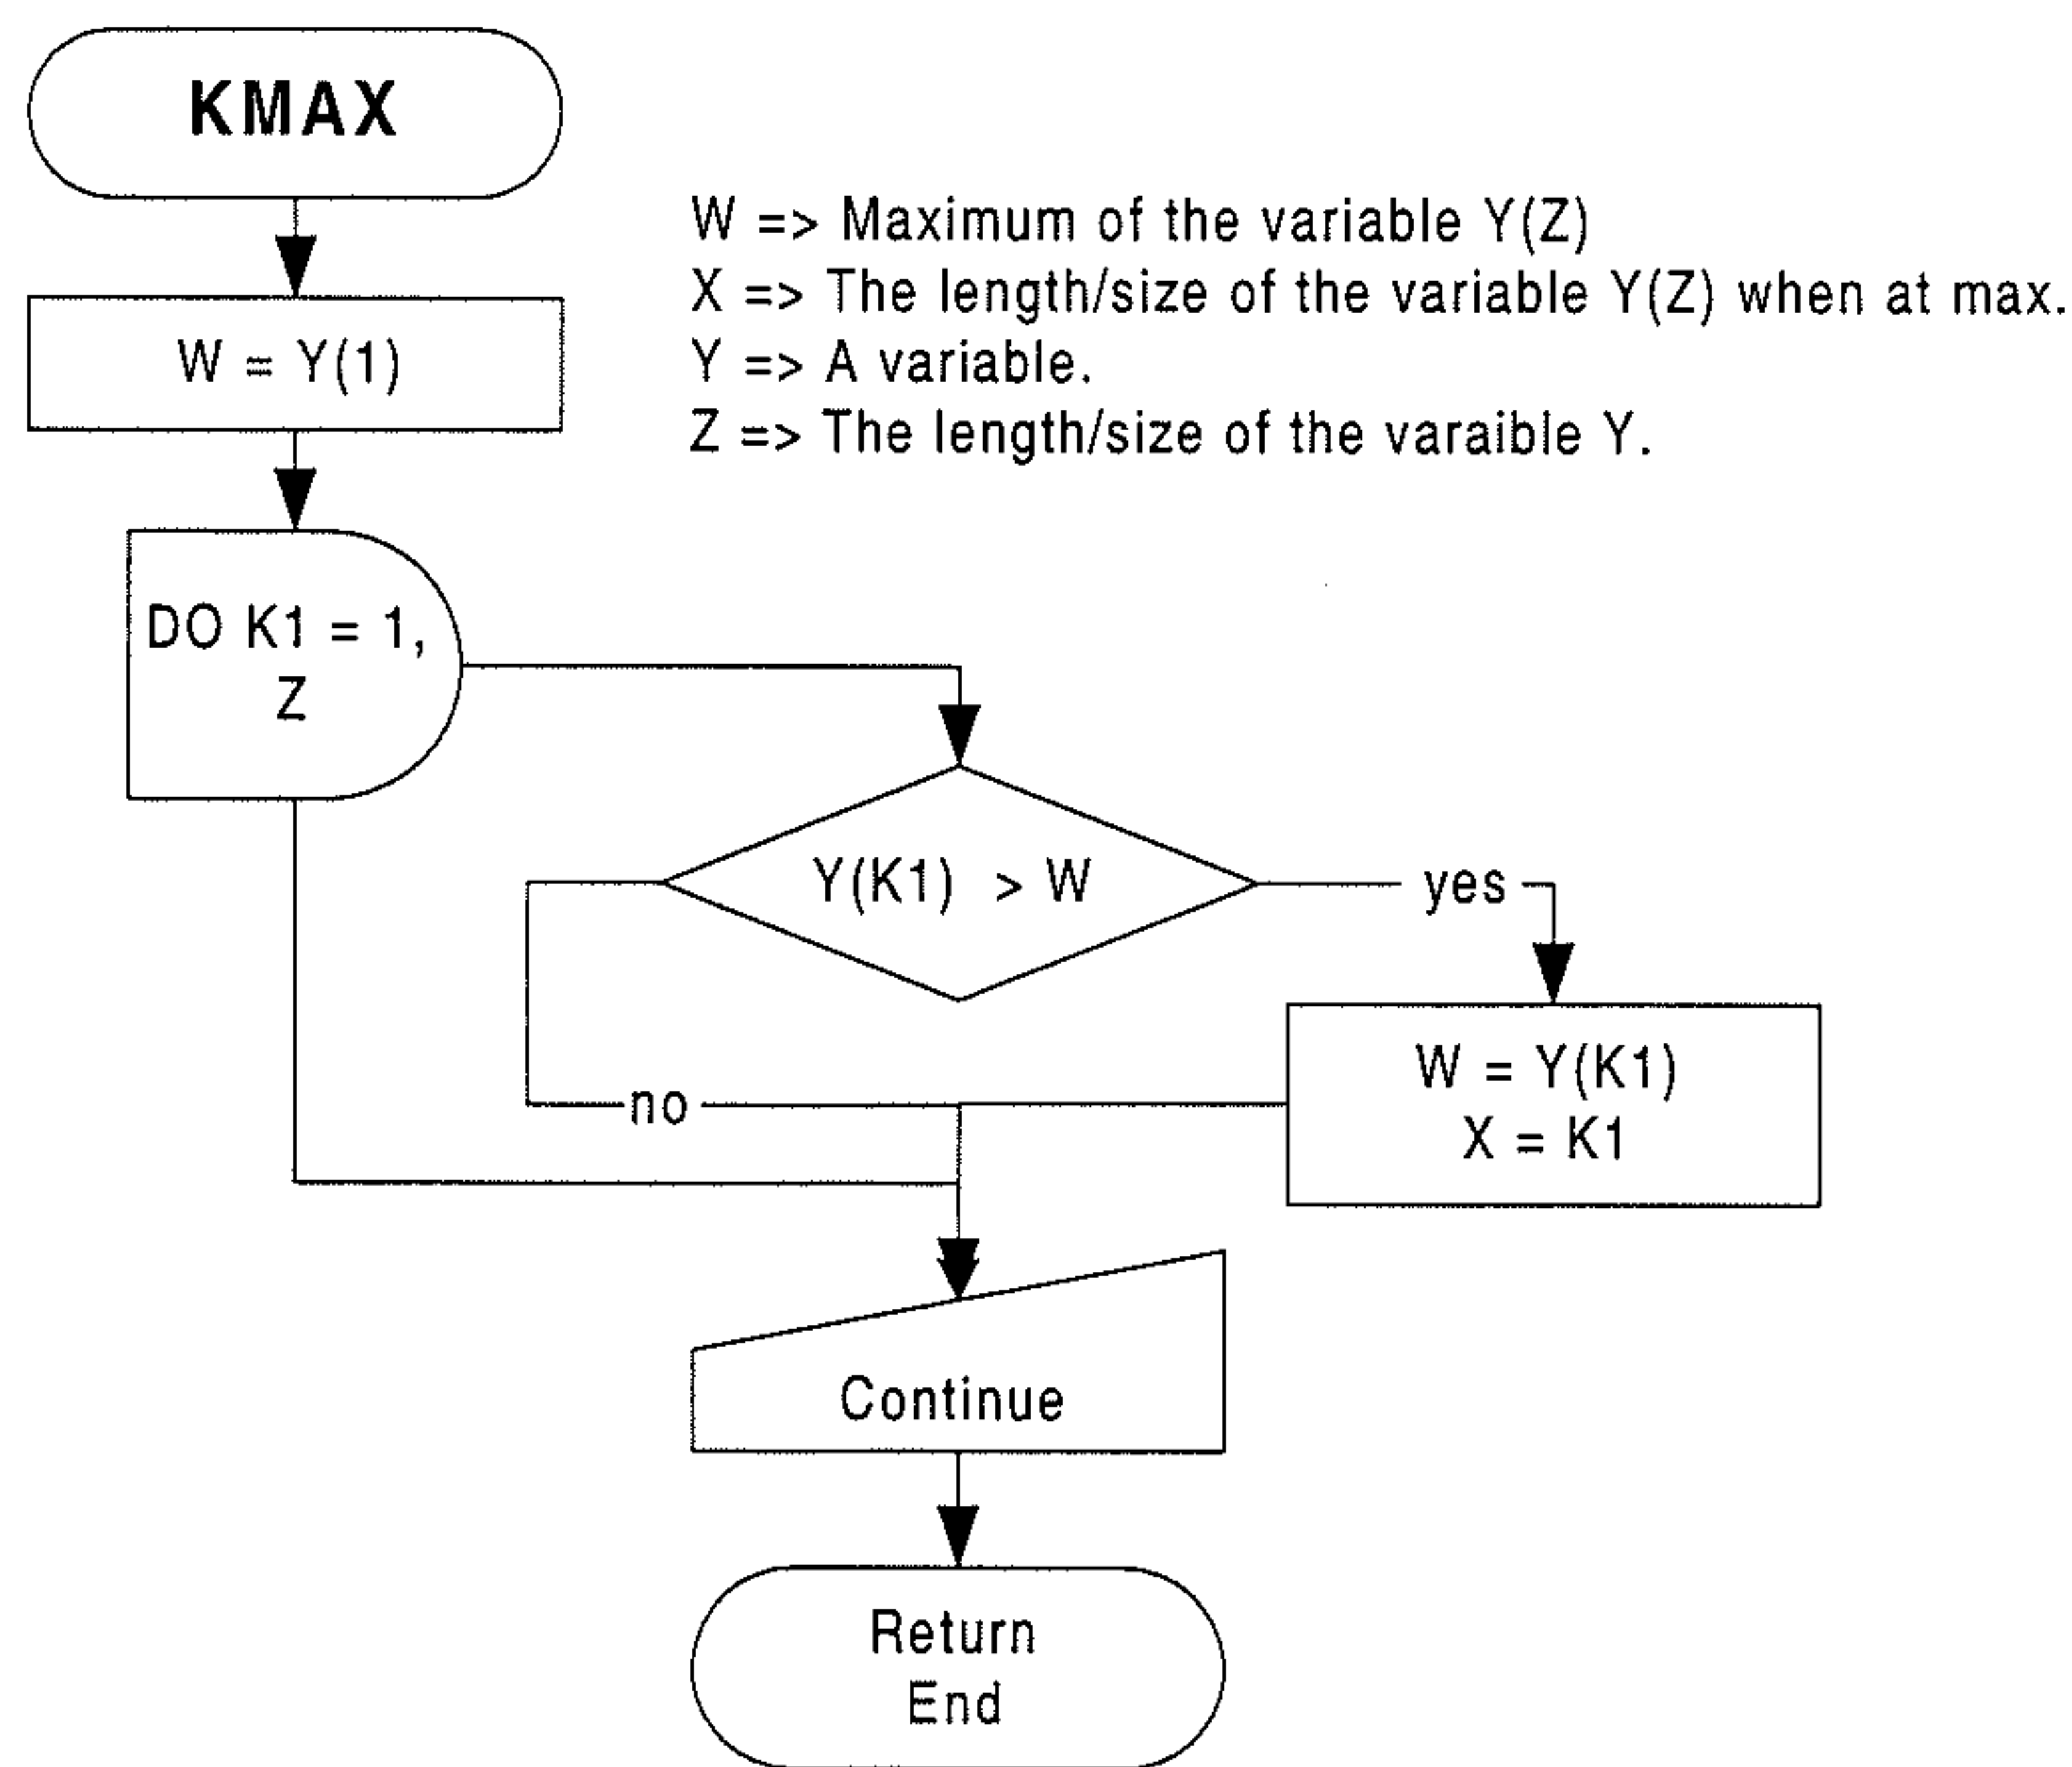 KMAX
W => Maximum of the variable Y(Z)
X => The length/size of the variable Y(Z) when at max.
Y => A variable.
Z => The length/size of the varaible Y.
W = Y(1)
DO K1 = 1,
Z
Y(K1) > W
yes
W = Y(K1)
X = K1
no
Continue
Return
End